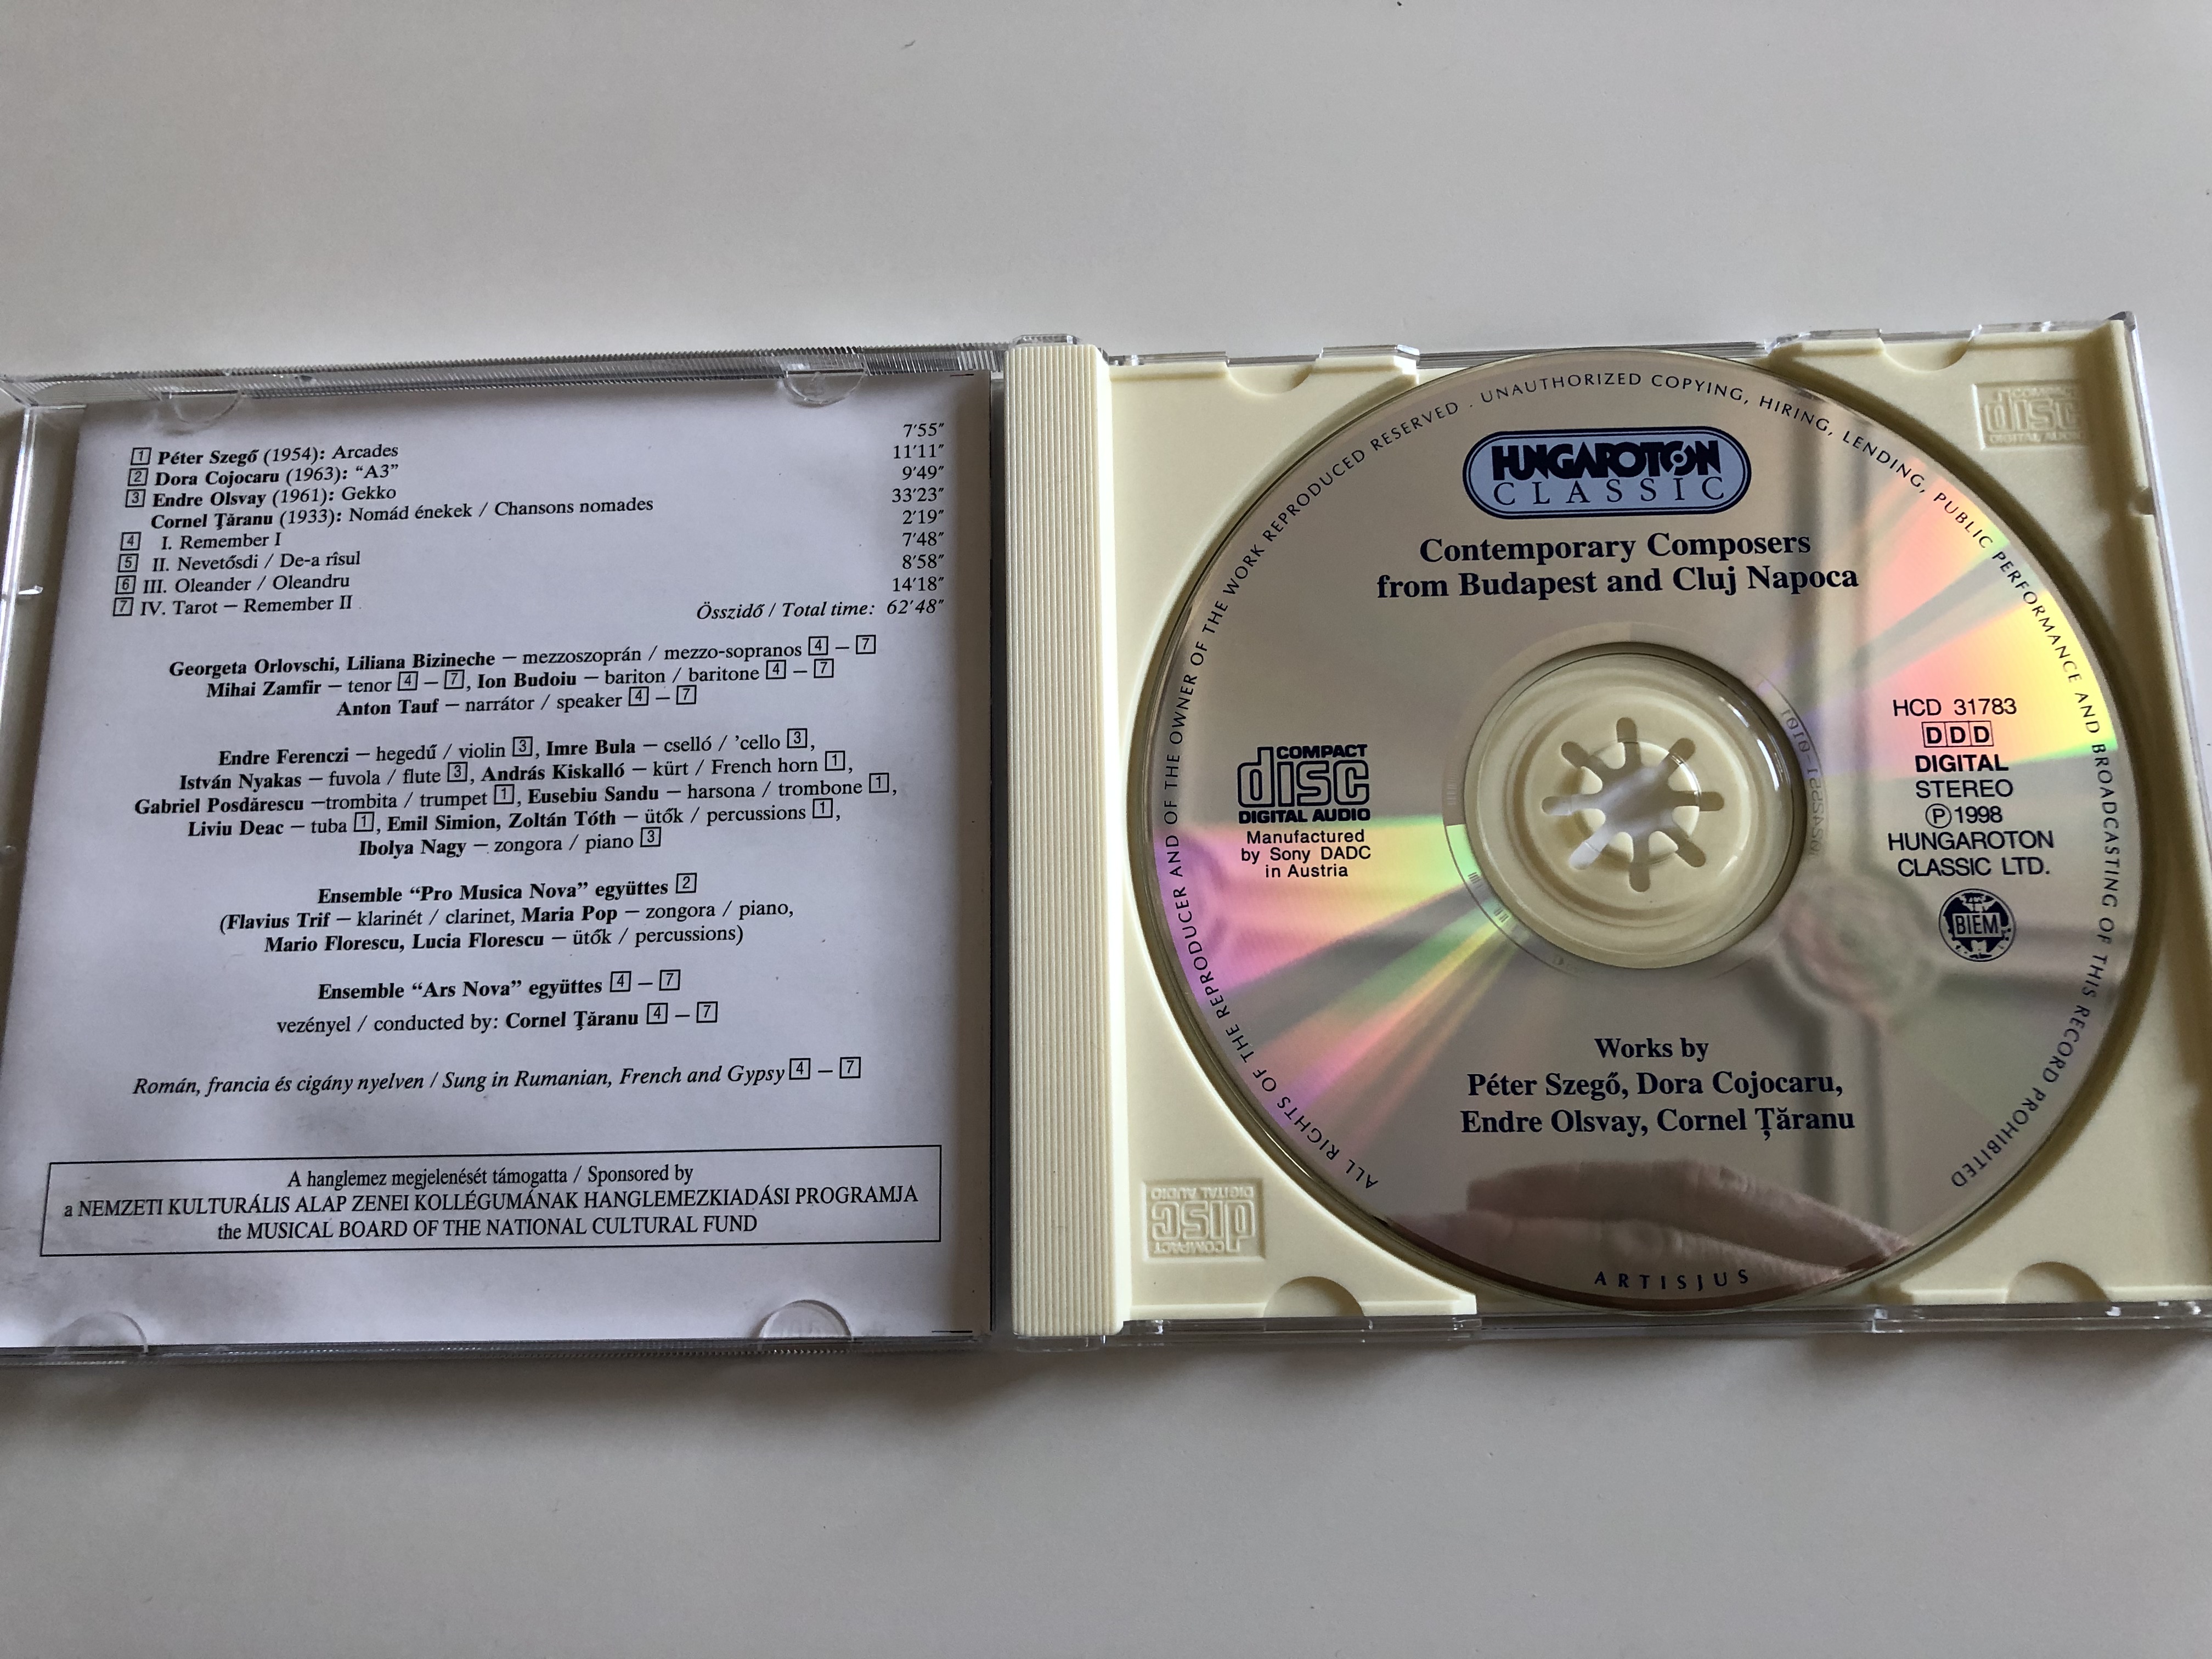 1 Péter Szegő (1954): Arcades 7′55″
2 Dora Cojocaru (1963): “A3” 11′11″
3 Endre Olsvay (1961): Gekko 9′49″
Cornel Ţăranu (1933): Nomád énekek / Chansons nomades 33′23″
4 I. Remember I 2′19″
5 II. Nevetősdi / De-a rîsul 7′48″
6 III. Oleander / Oleandru 8′58″
7 IV. Tarot – Remember II 14′18″
Összidő / Total time: 62′48″
Georgeta Orlovschi, Liliana Bizineche – mezzoszoprán / mezzo-sopranos 4 – 7
Mihai Zamfir – tenor 4 – 7, Ion Budoiu – bariton / baritone 4 – 7
Anton Tauf – narrátor / speaker 4 – 7
Endre Ferenczi – hegedű / violin 3, Imre Bula – cselló / ’cello 3,
István Nyakas – fuvola / flute 3, András Kiskalló – kürt / French horn 1,
Gabriel Posdărescu –trombita / trumpet 1, Eusebiu Sandu – harsona / trombone 1,
Liviu Deac – tuba 1, Emil Simion, Zoltán Tóth – ütők / percussions 1,
Ibolya Nagy – zongora / piano 3
Ensemble “Pro Musica Nova” együttes 2
(Flavius Trif – klarinét / clarinet, Maria Pop – zongora / piano,
Mario Florescu, Lucia Florescu – ütők / percussions)
Ensemble “Ars Nova” együttes 4 – 7
vezényel / conducted by: Cornel Ţăranu 4 – 7
Román, francia és cigány nyelven / Sung in Rumanian, French and Gypsy 4 – 7
A hanglemez megjelenését támogatta / Sponsored by
a NEMZETI KULTURÁLIS ALAP ZENEI KOLLÉGUMÁNAK HANGLEMEZKIADÁSI PROGRAMJA
the MUSICAL BOARD OF THE NATIONAL CULTURAL FUND
ALL RIGHTS OF THE REPRODUCER AND OF THE OWNER OF THE WORK REPRODUCED RESERVED . UNAUTHORIZED COPYING, HIRING, LENDING, PUBLIC PERFORMANCE AND BROADCASTING OF THIS RECORD PROHIBITED
HUNGAROTON
CLASSIC
Contemporary Composers
from Budapest and Cluj Napoca
COMPACT
disc
DIGITAL AUDIO
Manufactured
by Sony DADC
in Austria
HCD 31783
DDD
DIGITAL
STEREO
Ⓟ1998
HUNGAROTON
CLASSIC LTD.
BIEM
Works by
Péter Szegő, Dora Cojocaru,
Endre Olsvay, Cornel Ţăranu
ARTISJUS
COMPACT
disc
DIGITAL AUDIO
COMPACT
disc
DIGITAL AUDIO